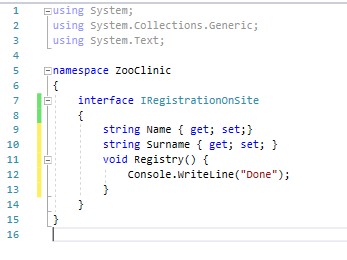 1 using System;
2 using System.Collections.Generic;
3 using System.Text;
4
5 namespace ZooClinic
6 {
7 interface IRegistrationOnSite
8 {
9 string Name { get; set;}
10 string Surname { get; set; }
11 void Registry() {
12 Console.WriteLine("Done");
13 }
14 }
15 }
16